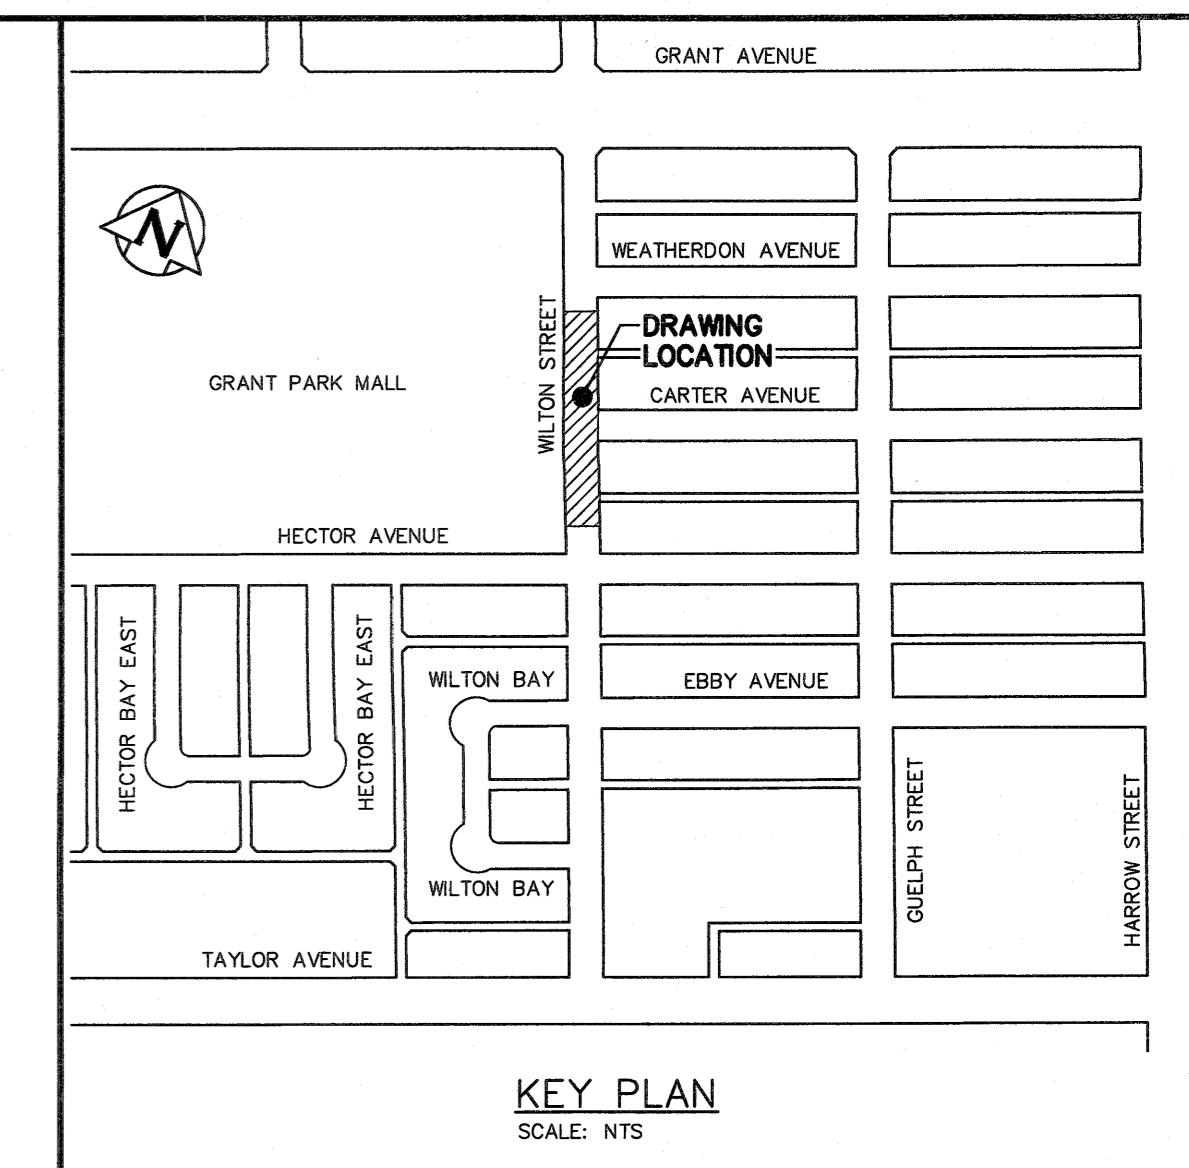 GRANT AVENUE
N
WEATHERDON AVENUE
WILTON STREET
DRAWING
LOCATION
GRANT PARK MALL
CARTER AVENUE
HECTOR AVENUE
HECTOR BAY EAST
HECTOR BAY EAST
WILTON BAY
EBBY AVENUE
GUELPH STREET
HARROW STREET
WILTON BAY
TAYLOR AVENUE
KEY PLAN
SCALE: NTS